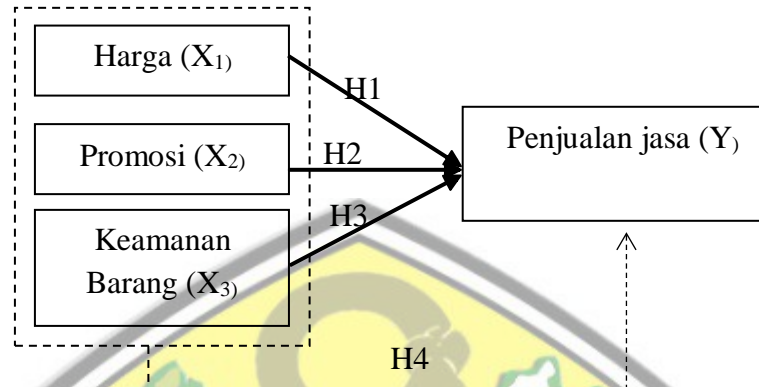 Harga (X1)
H1
Promosi (X2)
H2
Penjualan jasa (Y)
H3
Keamanan
Barang (X3)
H4